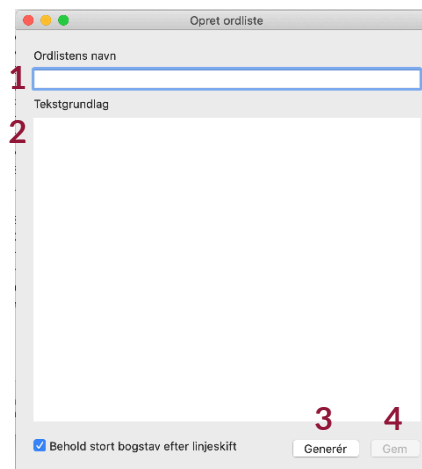 Opret ordliste
Ordlistens navn
1
Tekstgrundlag
2
3 4
Behold stort bogstav efter linjeskift Generér Gem